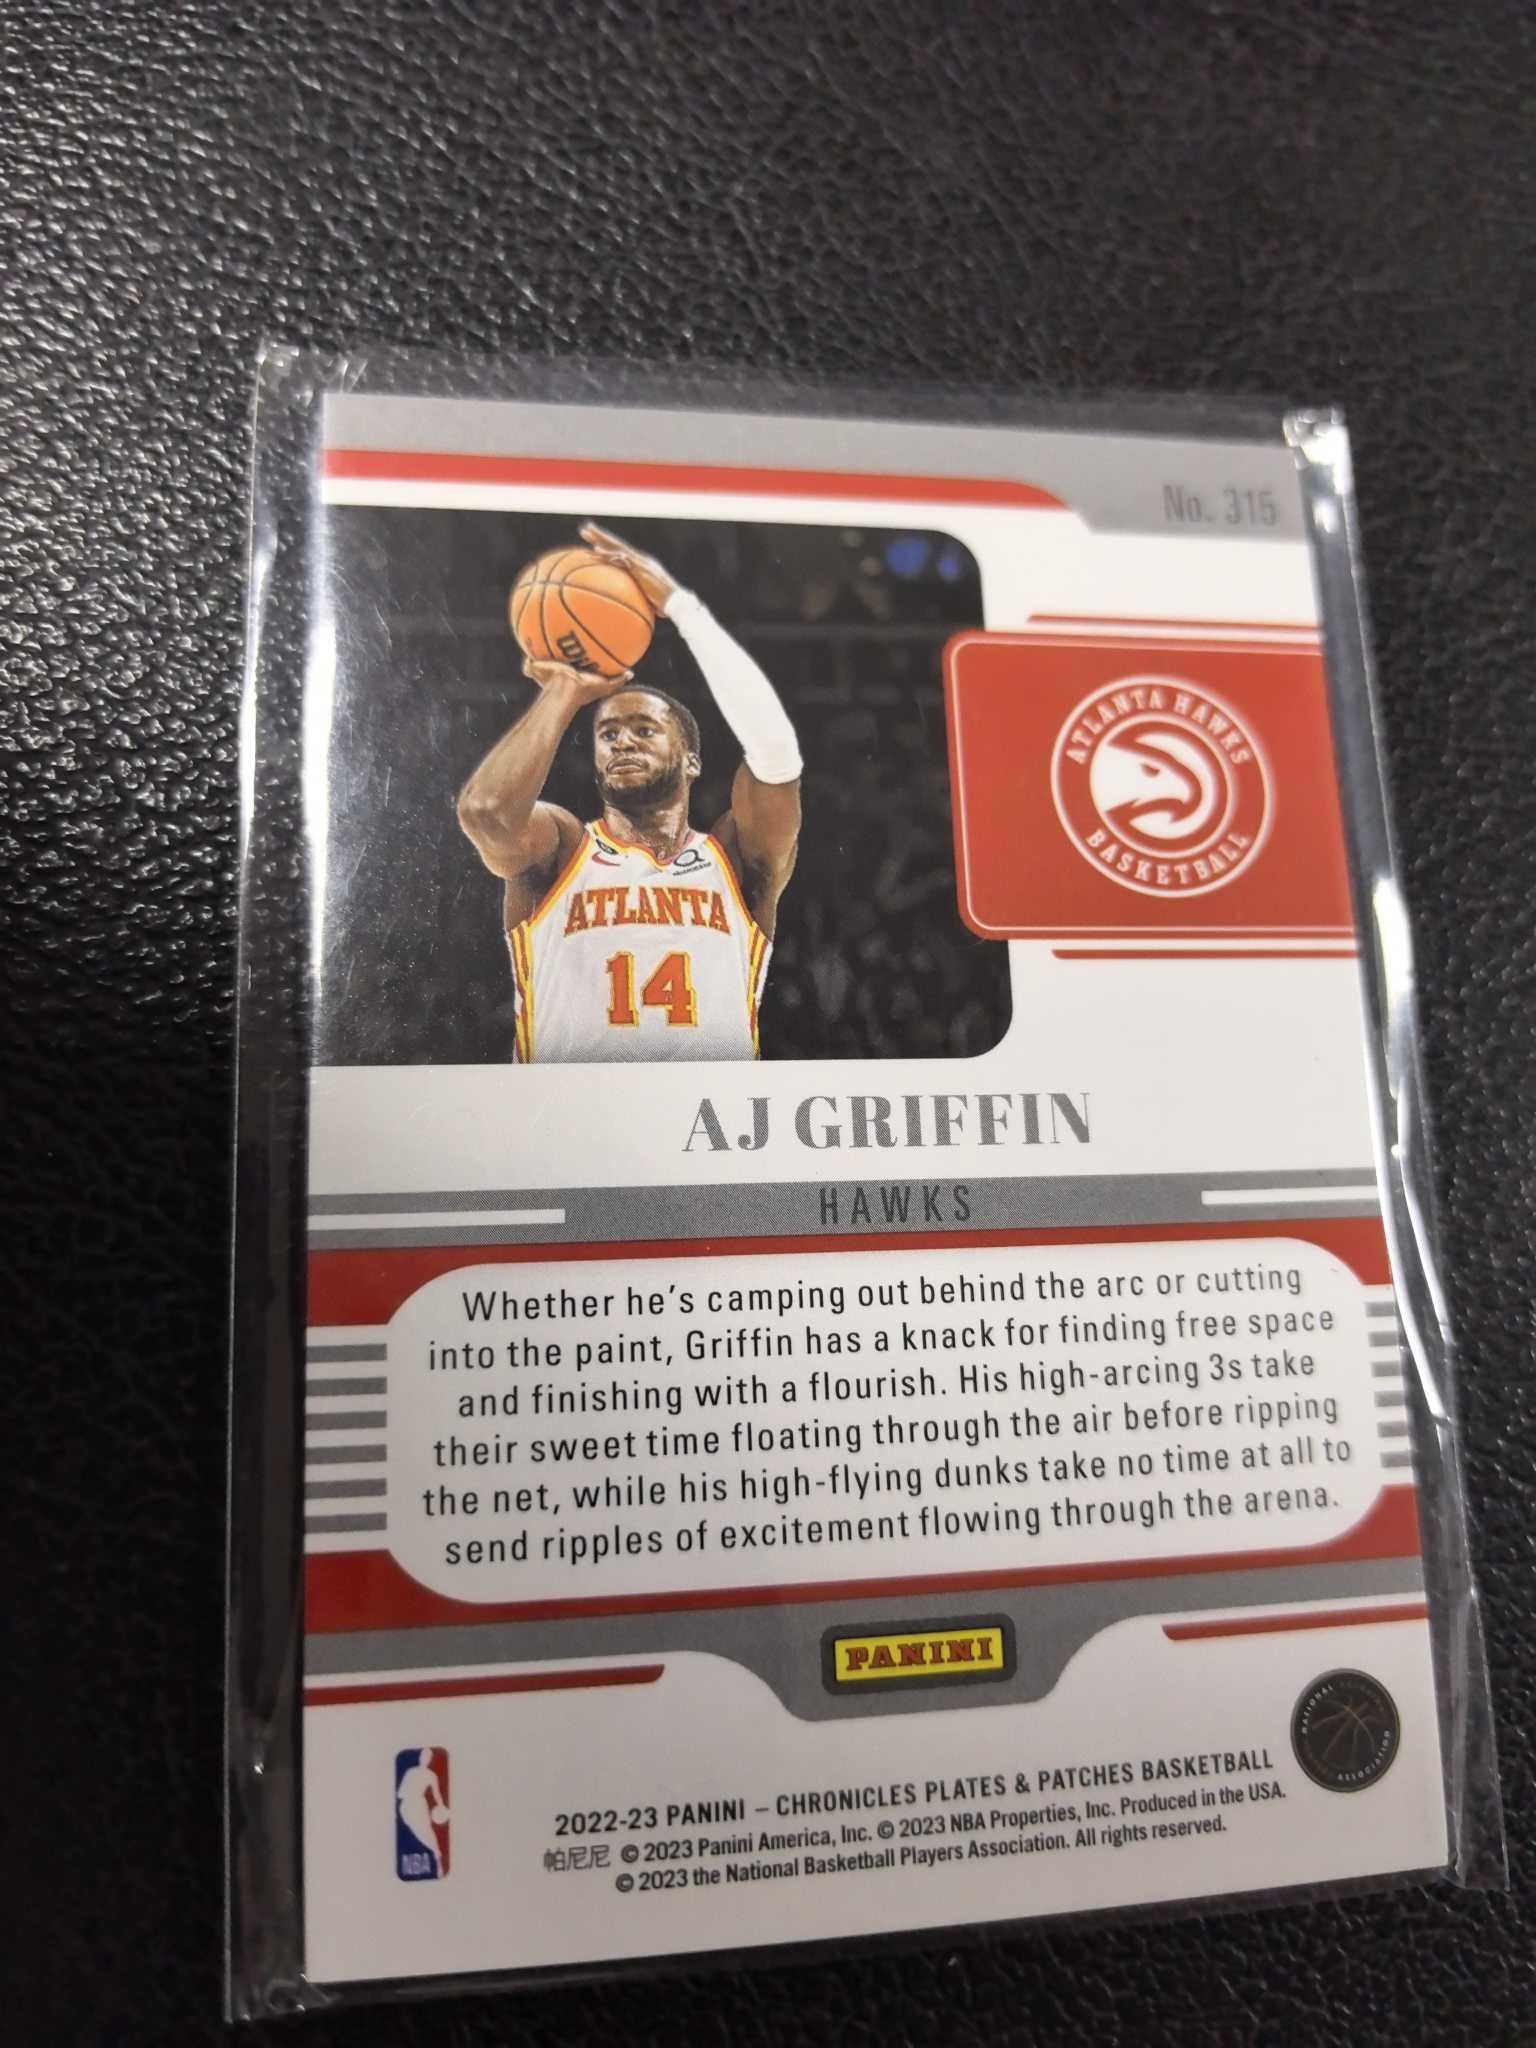 No. 315
ATLANTA HAWKS
BASKETBALL
ATLANTA
14
AJ GRIFFIN
HAWKS
Whether he's camping out behind the arc or cutting
into the paint, Griffin has a knack for finding free space
and finishing with a flourish. His high-arcing 3s take
their sweet time floating through the air before ripping
the net, while his high-flying dunks take no time at all to
send ripples of excitement flowing through the arena.
PANINI
NBA
2022-23 PANINI – CHRONICLES PLATES & PATCHES BASKETBALL
帕尼尼 © 2023 Panini America, Inc. © 2023 NBA Properties, Inc. Produced in the USA.
© 2023 the National Basketball Players Association. All rights reserved.
NATIONAL
ASSOCIATION